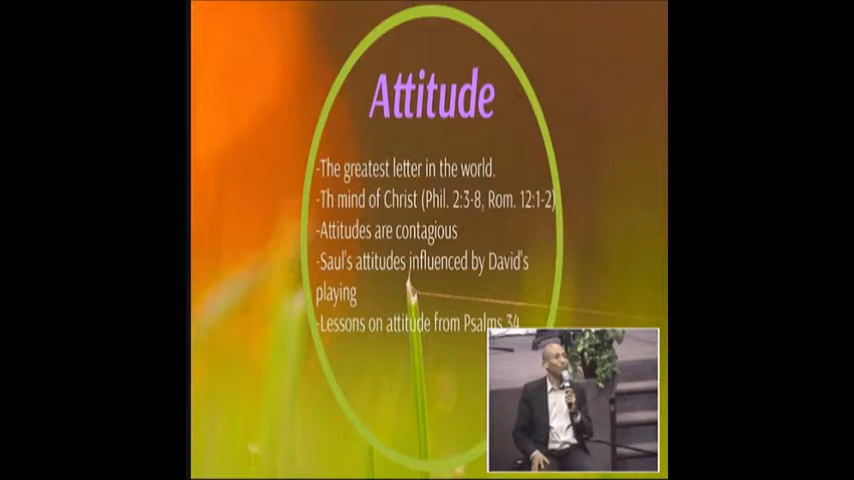 Attitude
-The greatest letter in the world.
-Th mind of Christ (Phil. 2:3-8, Rom. 12:1-2)
-Attitudes are contagious
-Saul's attitudes influenced by David's
playing
-Lessons on attitude from Psalms 34